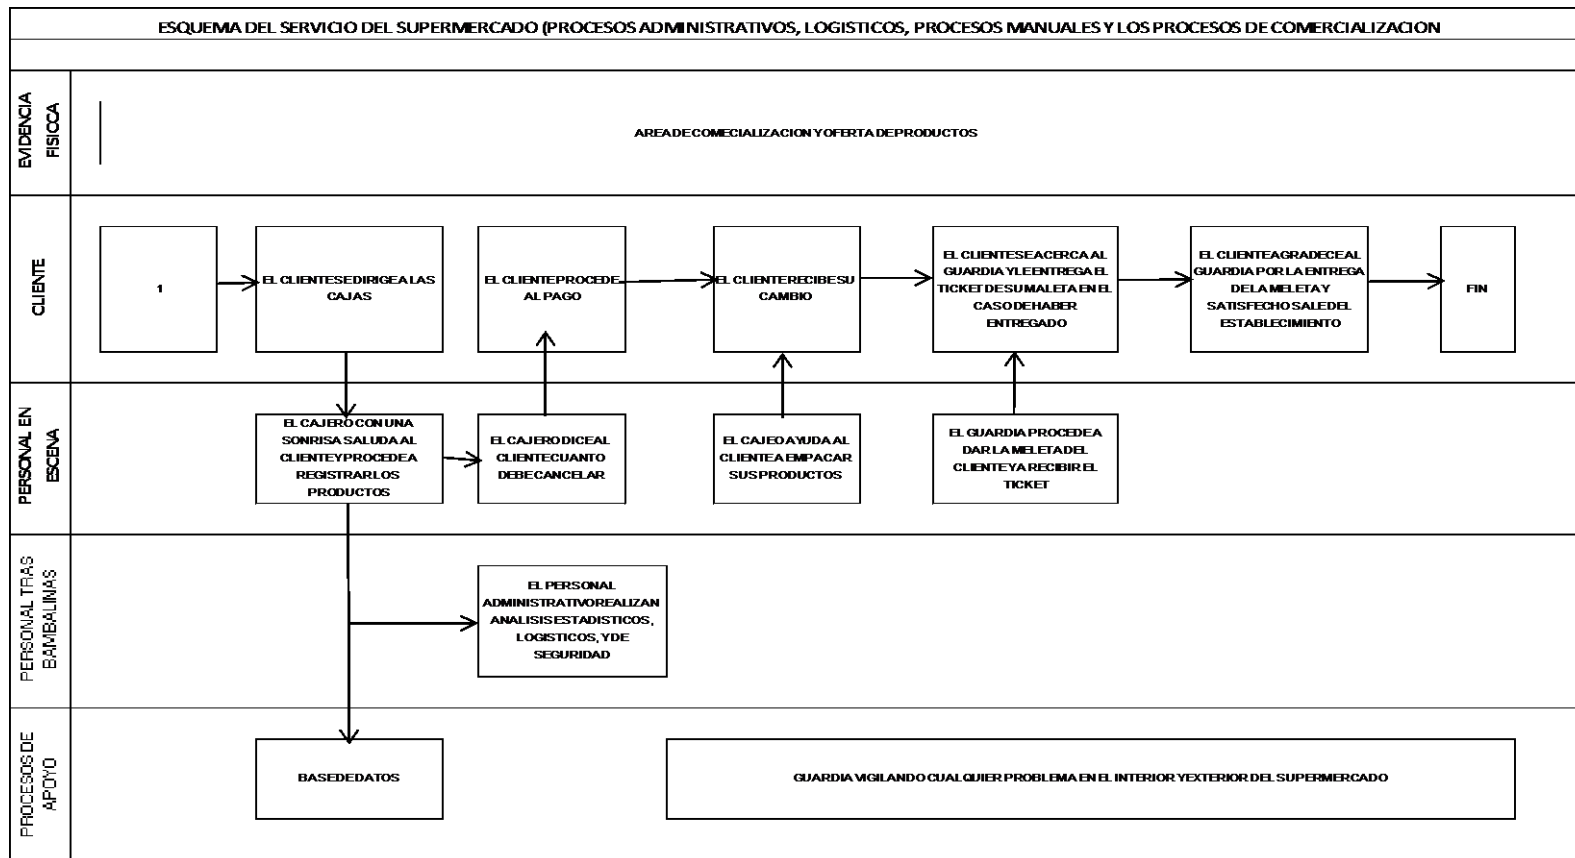 ESQUEMA DEL SERVICIO DEL SUPERMERCADO (PROCESOS ADMINISTRATIVOS, LOGISTICOS, PROCESOS MANUALES Y LOS PROCESOS DE COMERCIALIZACION
EVIDENCIA
FISICCA
AREA DE COMECIALIZACION Y OFERTA DE PRODUCTOS
CLIENTE
1
EL CLIENTE SE DIRIGE A LAS
CAJAS
EL CLIENTE PROCEDE
AL PAGO
EL CLIENTE RECIBE SU
CAMBIO
EL CLIENTE SE ACERCA AL
GUARDIA Y LE ENTREGA EL
TICKET DE SU MALETA EN EL
CASO DE HABER
ENTREGADO
EL CLIENTE AGRADECE AL
GUARDIA POR LA ENTREGA
DE LA MELETA Y
SATISFECHO SALE DEL
ESTABLECIMIENTO
FIN
PERSONAL EN
ESCENA
EL CAJERO CON UNA
SONRISA SALUDA AL
CLIENTE Y PROCEDE A
REGISTRAR LOS
PRODUCTOS
EL CAJERO DICE AL
CLIENTE CUANTO
DEBE CANCELAR
EL CAJEO AYUDA AL
CLIENTE A EMPACAR
SUS PRODUCTOS
EL GUARDIA PROCEDE A
DAR LA MELETA DEL
CLIENTE Y A RECIBIR EL
TICKET
PERSONAL TRAS
BAMBALINAS
EL PERSONAL
ADMINISTRATIVO REALIZAN
ANALISIS ESTADISTICOS,
LOGISTICOS, Y DE
SEGURIDAD
PROCESOS DE
APOYO
BASE DE DATOS
GUARDIA VIGILANDO CUALQUIER PROBLEMA EN EL INTERIOR Y EXTERIOR DEL SUPERMERCADO